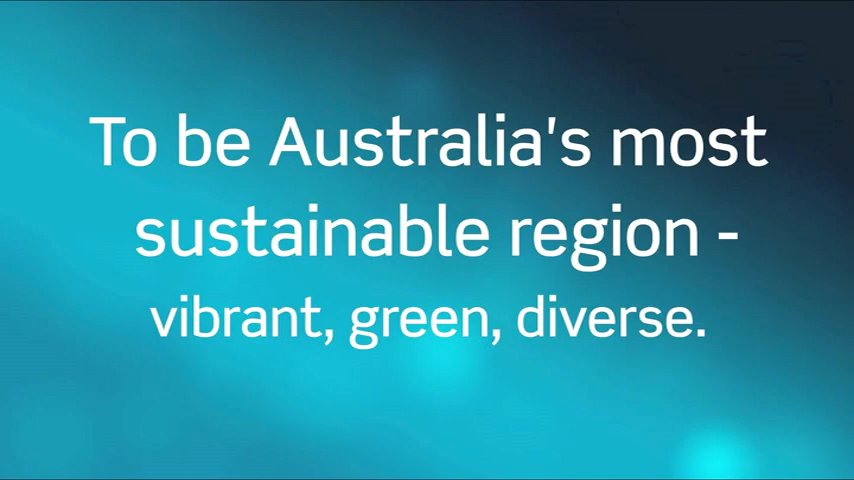 To be Australia's most
sustainable region -
vibrant, green, diverse.